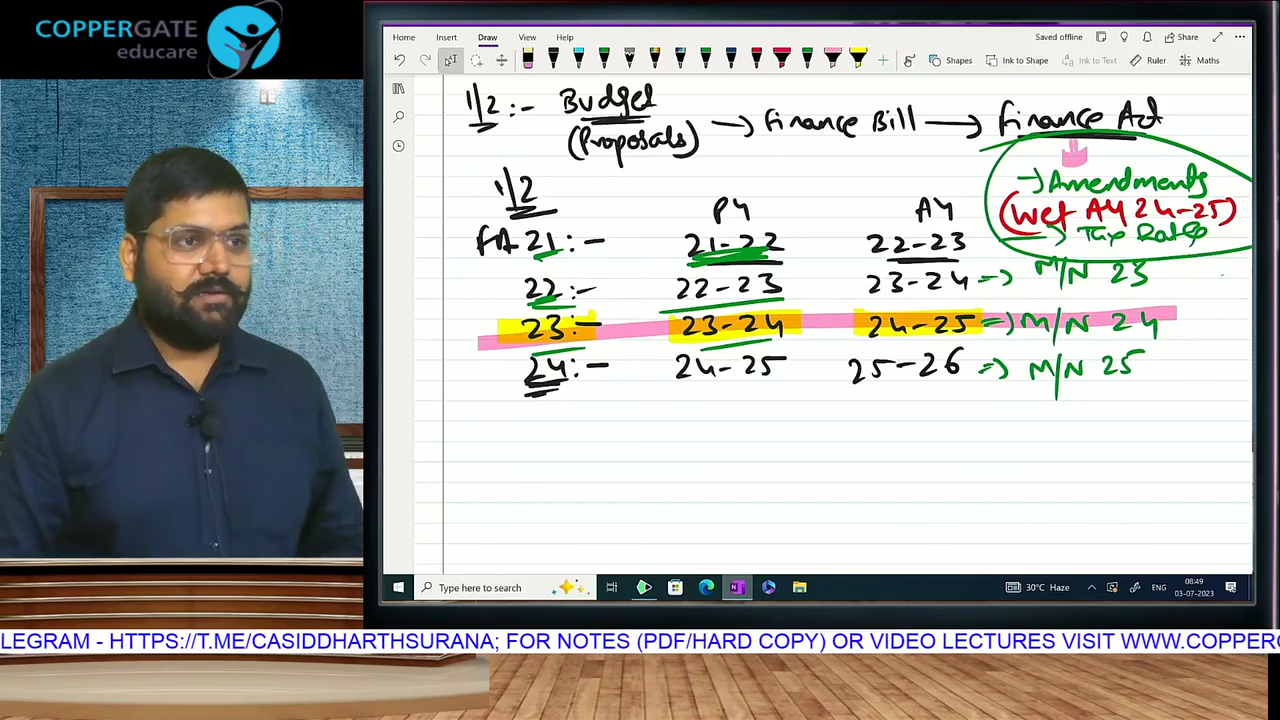 COPPERGATE
educare
Home Insert Draw View Edit
Saved offline
Share
Shapes Ink to Shape Ink to Text Ruler Maths
1/2 :- Budget
(Proposals) → Finance Bill → Finance Act
→ Amendments
(Wef AY 24-25)
→ Tax Rates
1/2 PY AY
FA 21 :- 21-22 22-23
22 :- 22-23 23-24 => M/N 23
23 :- 23-24 24-25 => M/N 24
24 :- 24-25 25-26 => M/N 25
Type here to search
30°C Haze
ENG
08:49
03-07-2023
LEGRAM - HTTPS://T.ME/CASIDDHARTHSURANA; FOR NOTES (PDF/HARD COPY) OR VIDEO LECTURES VISIT WWW.COPPERG